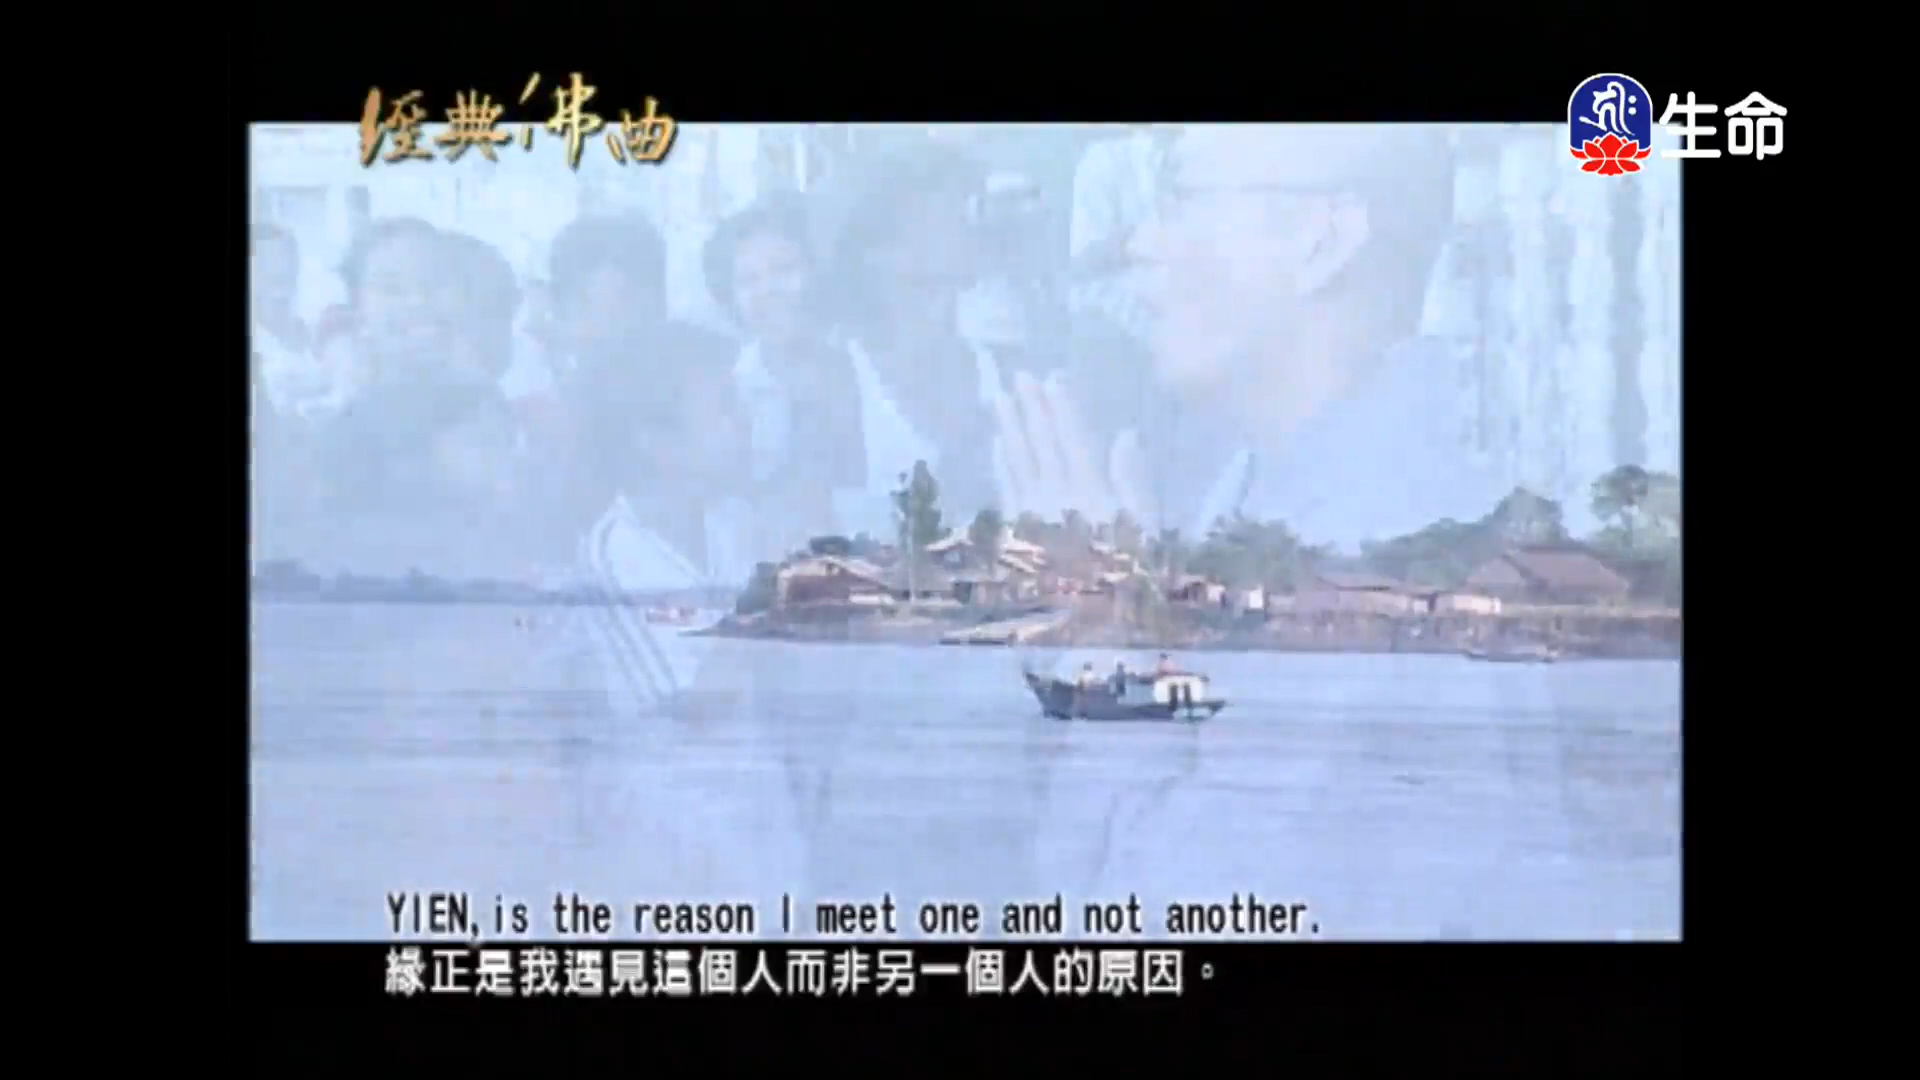 經典佛曲
生命
YIEN,is the reason I meet one and not another.
緣正是我遇見這個人而非另一個人的原因。